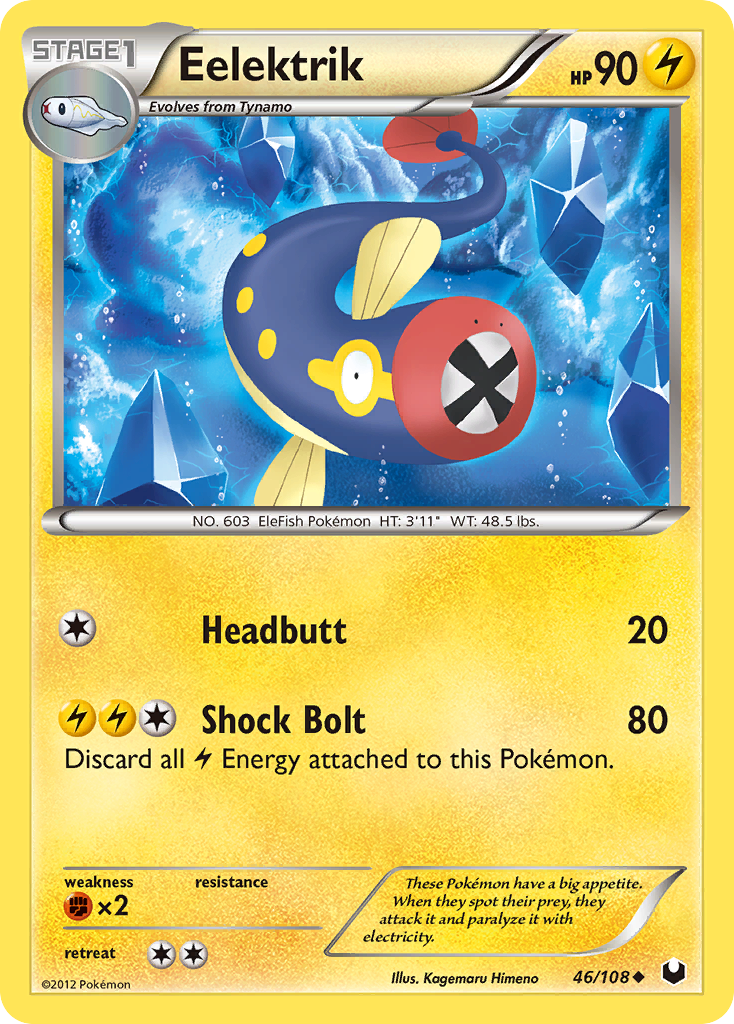 STAGE1
Eelektrik
HP 90
Evolves from Tynamo
NO. 603 EleFish Pokémon HT: 3'11" WT: 48.5 lbs.
Headbutt 20
Shock Bolt 80
Discard all Energy attached to this Pokémon.
weakness resistance
×2
These Pokémon have a big appetite.
When they spot their prey, they
attack it and paralyze it with
electricity.
retreat
©2012 Pokémon
Illus. Kagemaru Himeno
46/108